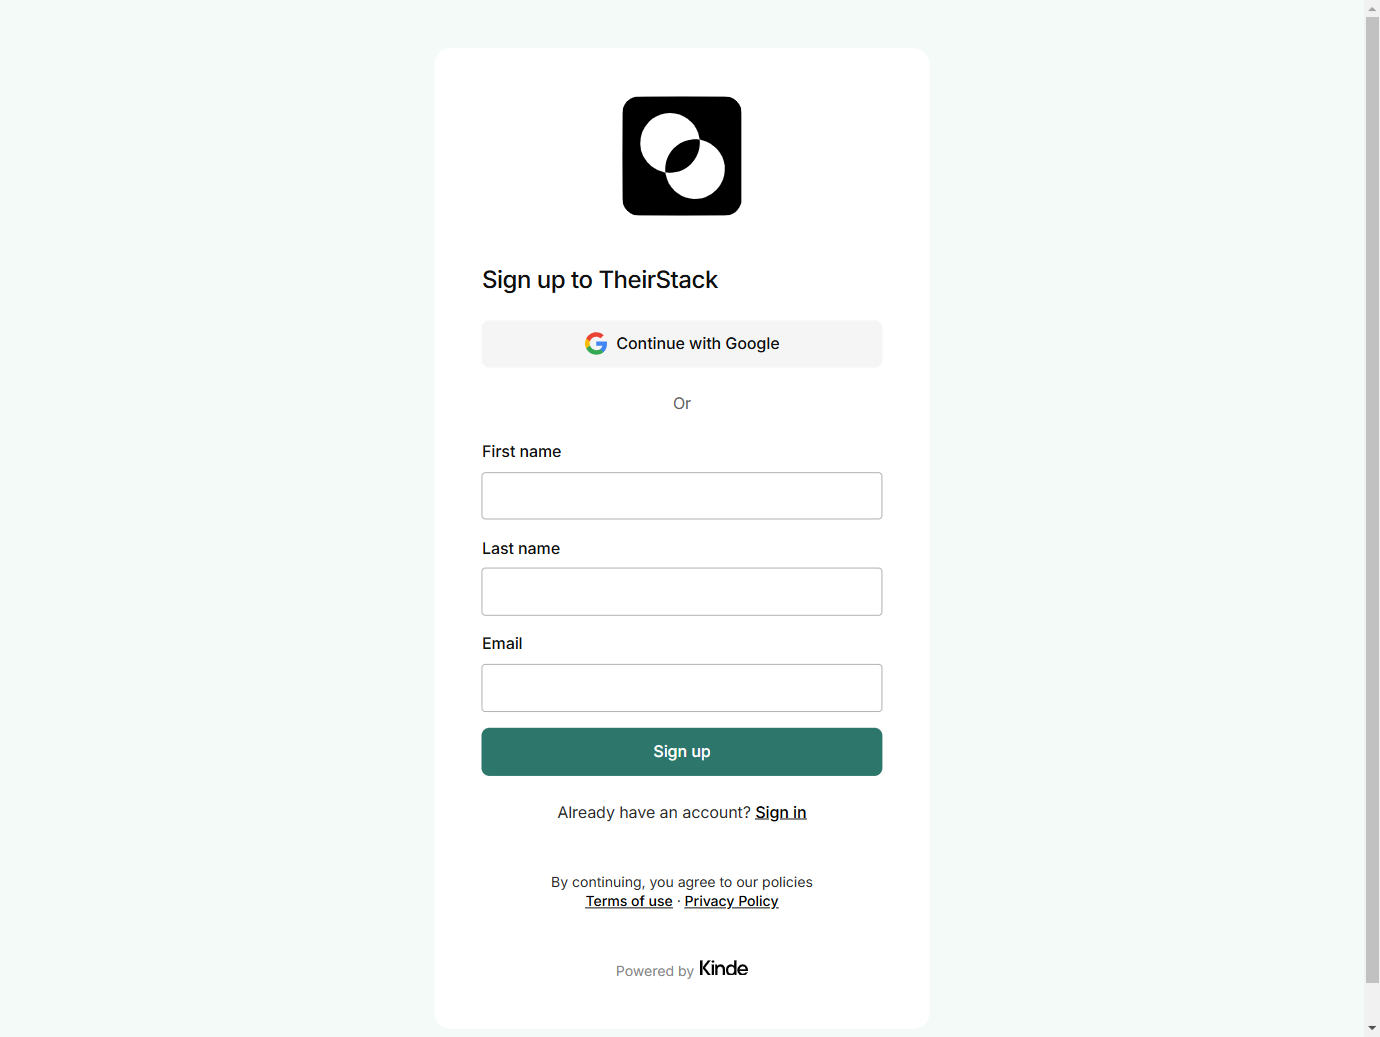 Sign up to TheirStack
Continue with Google
Or
First name
Last name
Email
Sign up
Already have an account? Sign in
By continuing, you agree to our policies
Terms of use · Privacy Policy
Powered by Kinde